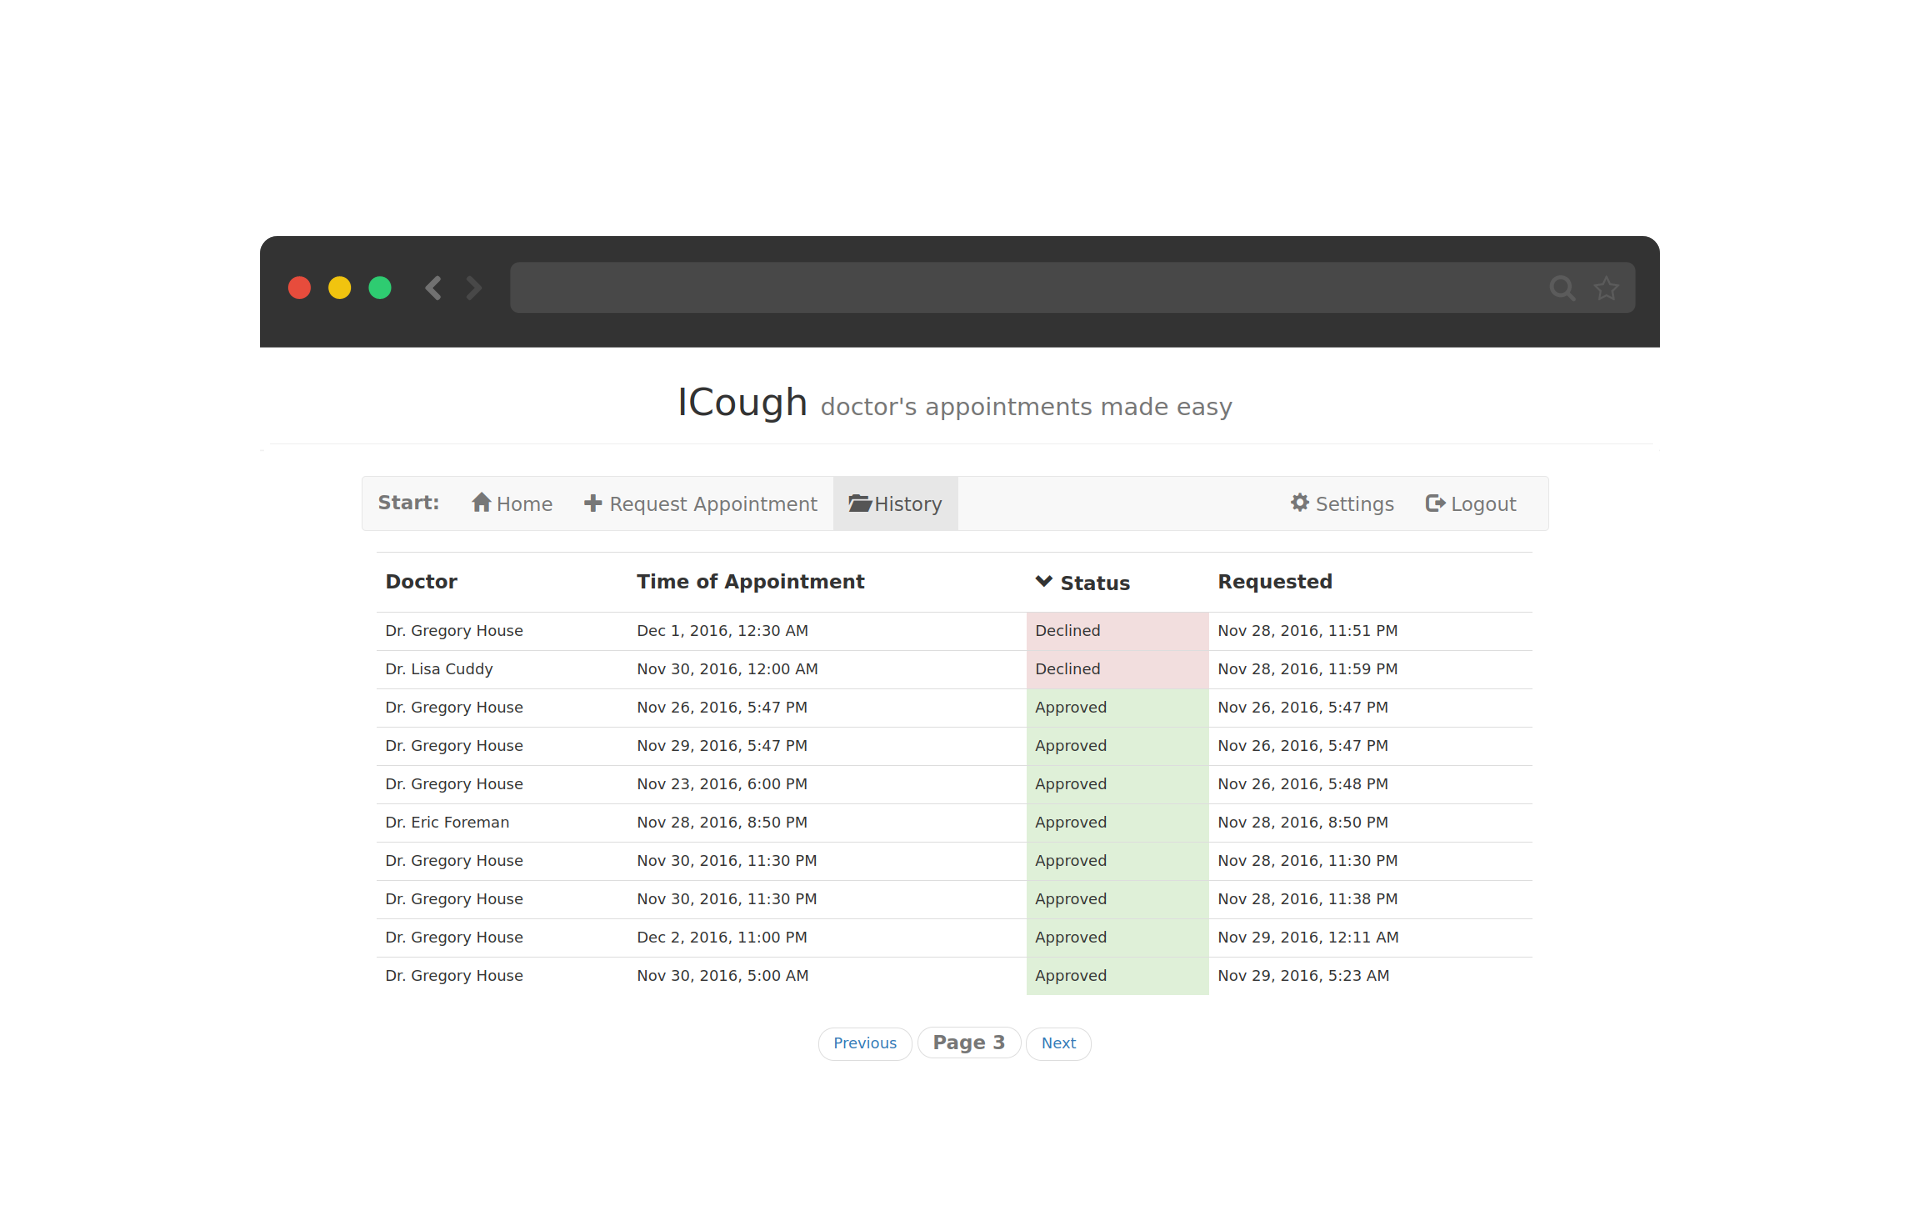 ICough doctor's appointments made easy
Start: Home Request Appointment History Settings Logout
Doctor Time of Appointment Status Requested
Dr. Gregory House Dec 1, 2016, 12:30 AM Declined Nov 28, 2016, 11:51 PM
Dr. Lisa Cuddy Nov 30, 2016, 12:00 AM Declined Nov 28, 2016, 11:59 PM
Dr. Gregory House Nov 26, 2016, 5:47 PM Approved Nov 26, 2016, 5:47 PM
Dr. Gregory House Nov 29, 2016, 5:47 PM Approved Nov 26, 2016, 5:47 PM
Dr. Gregory House Nov 23, 2016, 6:00 PM Approved Nov 26, 2016, 5:48 PM
Dr. Eric Foreman Nov 28, 2016, 8:50 PM Approved Nov 28, 2016, 8:50 PM
Dr. Gregory House Nov 30, 2016, 11:30 PM Approved Nov 28, 2016, 11:30 PM
Dr. Gregory House Nov 30, 2016, 11:30 PM Approved Nov 28, 2016, 11:38 PM
Dr. Gregory House Dec 2, 2016, 11:00 PM Approved Nov 29, 2016, 12:11 AM
Dr. Gregory House Nov 30, 2016, 5:00 AM Approved Nov 29, 2016, 5:23 AM
Previous Page 3 Next